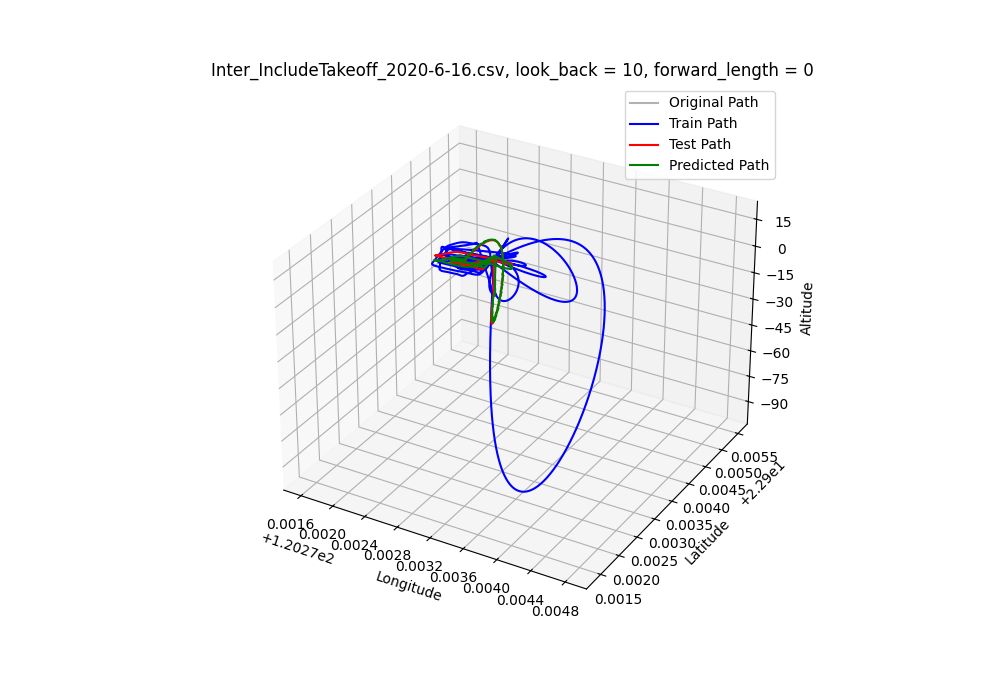 Inter_IncludeTakeoff_2020-6-16.csv, look_back = 10, forward_length = 0
Original Path
Train Path
Test Path
Predicted Path
15
0
−15
−30
−45
−60
−75
−90
Altitude
0.0055
0.0050
0.0045
0.0040
0.0035
0.0030
0.0025
0.0020
0.0015
+2.29e1
Latitude
0.0016
0.0020
0.0024
0.0028
0.0032
0.0036
0.0040
0.0044
0.0048
+1.2027e2
Longitude